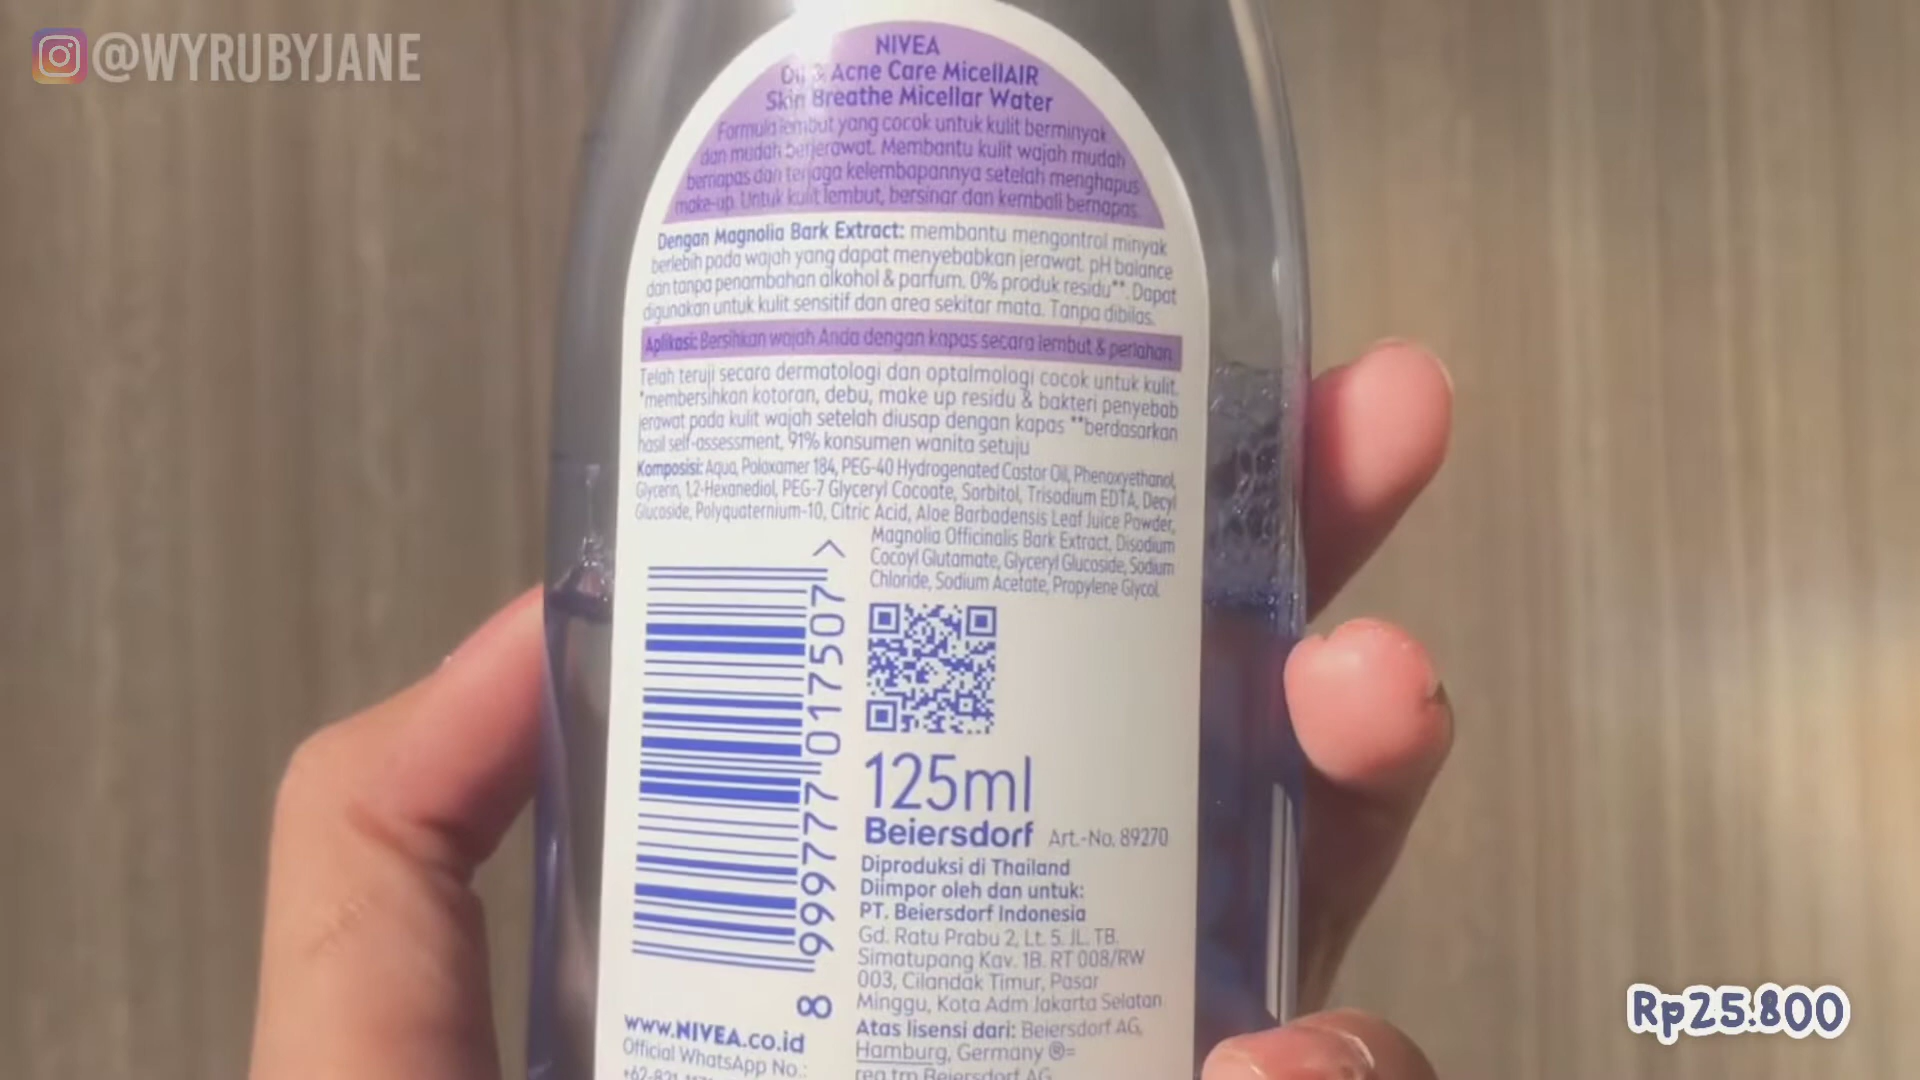 @WYRUBYJANE
NIVEA
Oil & Acne Care MicellAIR
Skin Breathe Micellar Water
Formula lembut yang cocok untuk kulit berminyak
dan mudah berjerawat. Membantu kulit wajah mudah
bernapas dan terjaga kelembapannya setelah menghapus
make-up. Untuk kulit lembut, bersinar dan kembali bernapas.
Dengan Magnolia Bark Extract: membantu mengontrol minyak
berlebih pada wajah yang dapat menyebabkan jerawat. pH balance
dan tanpa penambahan alkohol & parfum. 0% produk residu**. Dapat
digunakan untuk kulit sensitif dan area sekitar mata. Tanpa dibilas.
Aplikasi: Bersihkan wajah Anda dengan kapas secara lembut & perlahan.
Telah teruji secara dermatologi dan optalmologi cocok untuk kulit.
*membersihkan kotoran, debu, make up residu & bakteri penyebab
jerawat pada kulit wajah setelah diusap dengan kapas **berdasarkan
hasil self-assessment, 91% konsumen wanita setuju
Komposisi: Aqua, Poloxamer 184, PEG-40 Hydrogenated Castor Oil, Phenoxyethanol,
Glycerin, 1,2-Hexanediol, PEG-7 Glyceryl Cocoate, Sorbitol, Trisodium EDTA, Decyl
Glucoside, Polyquaternium-10, Citric Acid, Aloe Barbadensis Leaf Juice Powder,
Magnolia Officinalis Bark Extract, Disodium
Cocoyl Glutamate, Glyceryl Glucoside, Sodium
Chloride, Sodium Acetate, Propylene Glycol.
8 999777 017507 >
125ml
Beiersdorf Art.-No. 89270
Diproduksi di Thailand
Diimpor oleh dan untuk:
PT. Beiersdorf Indonesia
Gd. Ratu Prabu 2, Lt. 5. JL. TB.
Simatupang Kav. 1B. RT 008/RW
003, Cilandak Timur, Pasar
Minggu, Kota Adm Jakarta Selatan
Atas lisensi dari: Beiersdorf AG,
Hamburg, Germany ®=
reg.tm Beiersdorf AG
www.NIVEA.co.id
Official WhatsApp No.:
Rp25.800